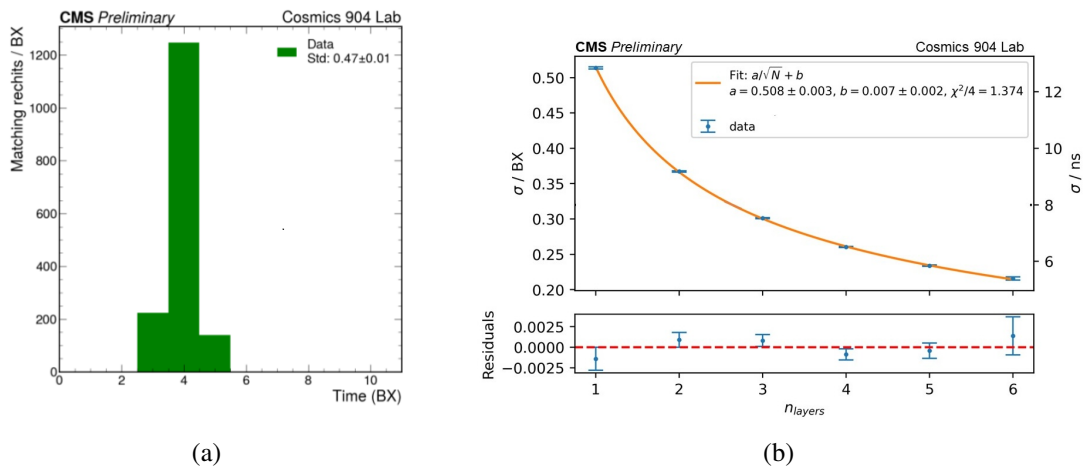 CMS Preliminary Cosmics 904 Lab
Matching rechits / BX
1200
1000
800
600
400
200
0
Data
Std: 0.47±0.01
0 2 4 6 8 10
Time (BX)
(a)
CMS Preliminary Cosmics 904 Lab
σ / BX
0.50
0.45
0.40
0.35
0.30
0.25
0.20
Fit: a/√N + b
a = 0.508 ± 0.003, b = 0.007 ± 0.002, χ²/4 = 1.374
data
12
10
8
6
σ / ns
Residuals
0.0025
0.0000
−0.0025
1 2 3 4 5 6
n_layers
(b)